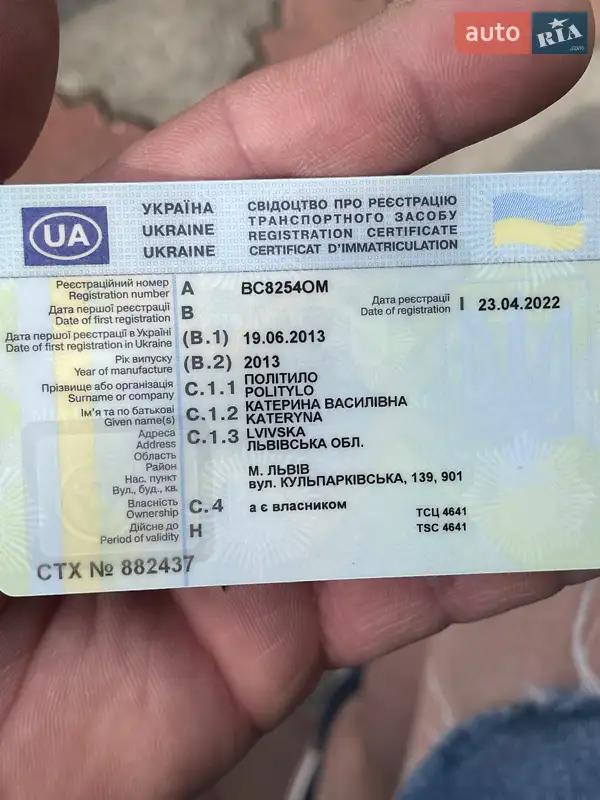 auto RIA.com
УКРАЇНА
UKRAINE
UKRAINE
СВІДОЦТВО ПРО РЕЄСТРАЦІЮ
ТРАНСПОРТНОГО ЗАСОБУ
REGISTRATION CERTIFICATE
CERTIFICAT D'IMMATRICULATION
UA
Реєстраційний номер
Registration number A BC8254OM
Дата реєстрації
Date of registration I 23.04.2022
Дата першої реєстрації
Date of first registration B
Дата першої реєстрації в Україні
Date of first registration in Ukraine (B.1) 19.06.2013
Рік випуску
Year of manufacture (B.2) 2013
Прізвище або організація
Surname or company C.1.1 ПОЛІТИЛО
POLITYLO
Ім'я та по батькові
Given name(s) C.1.2 КАТЕРИНА ВАСИЛІВНА
KATERYNA
Адреса
Address C.1.3 LVIVSKA
ЛЬВІВСЬКА ОБЛ.
Область
Район
Нас. пункт М. ЛЬВІВ
Вул., буд., кв. вул. КУЛЬПАРКІВСЬКА, 139, 901
Власність
Ownership C.4 а є власником
ТСЦ 4641
TSC 4641
Дійсне до
Period of validity H
СТХ № 882437